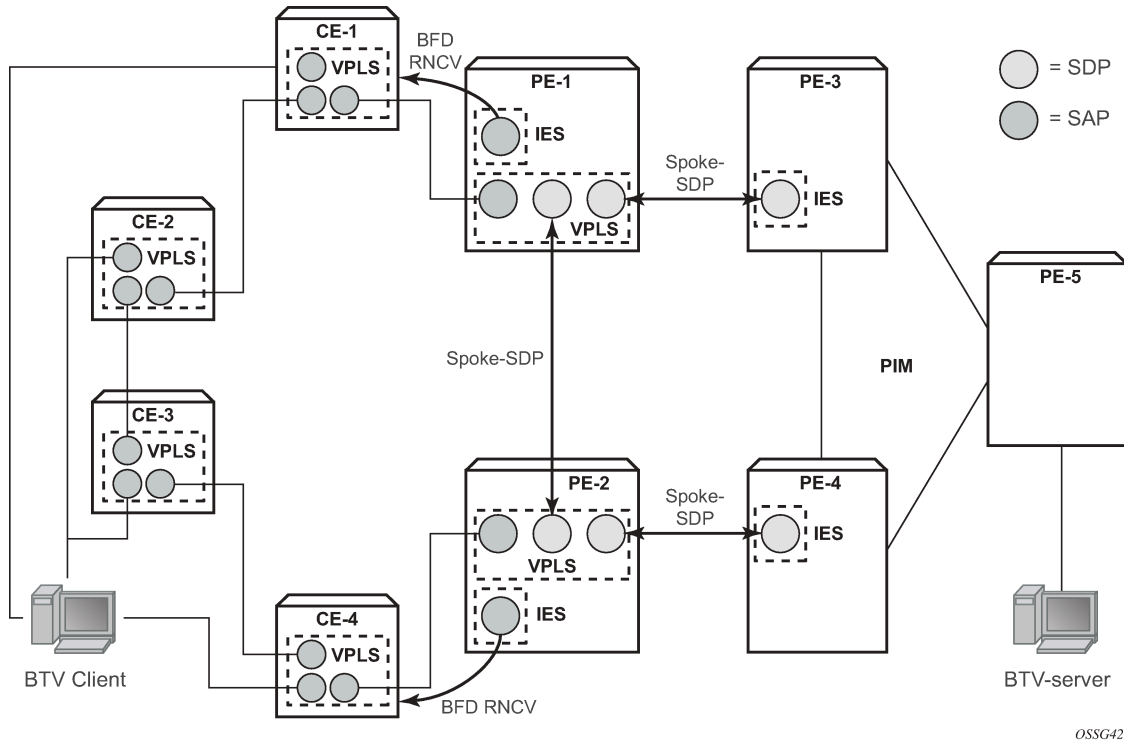 CE-1
VPLS
BFD
RNCV
PE-1
IES
VPLS
Spoke-
SDP
PE-3
IES
= SDP
= SAP
CE-2
VPLS
PE-5
Spoke-SDP
PIM
CE-3
VPLS
PE-2
VPLS
IES
Spoke-
SDP
PE-4
IES
CE-4
VPLS
BFD RNCV
BTV Client
BTV-server
OSSG42